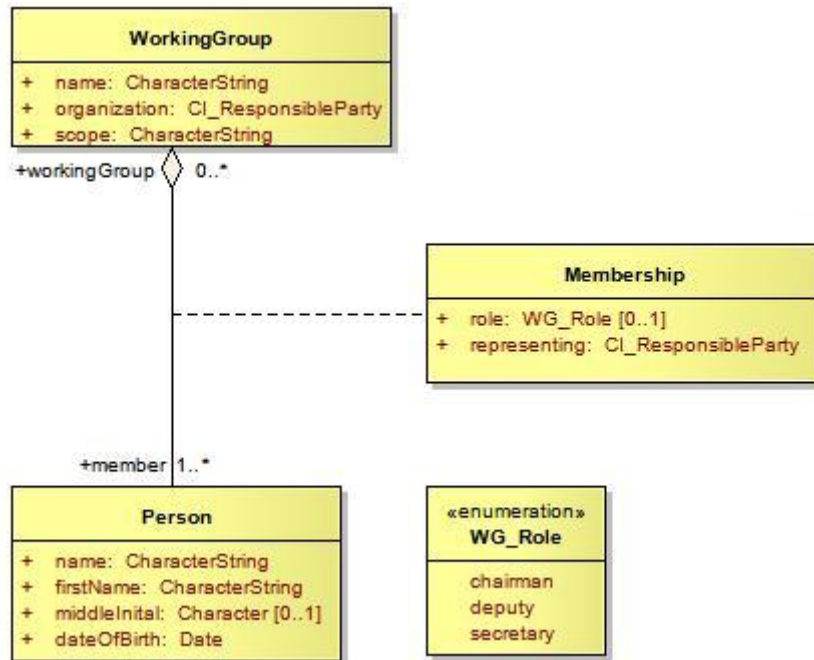 WorkingGroup
+ name: CharacterString
+ organization: CI_ResponsibleParty
+ scope: CharacterString
+workingGroup 0..*
Membership
+ role: WG_Role [0..1]
+ representing: CI_ResponsibleParty
+member 1..*
Person
+ name: CharacterString
+ firstName: CharacterString
+ middleInital: Character [0..1]
+ dateOfBirth: Date
«enumeration»
WG_Role
chairman
deputy
secretary